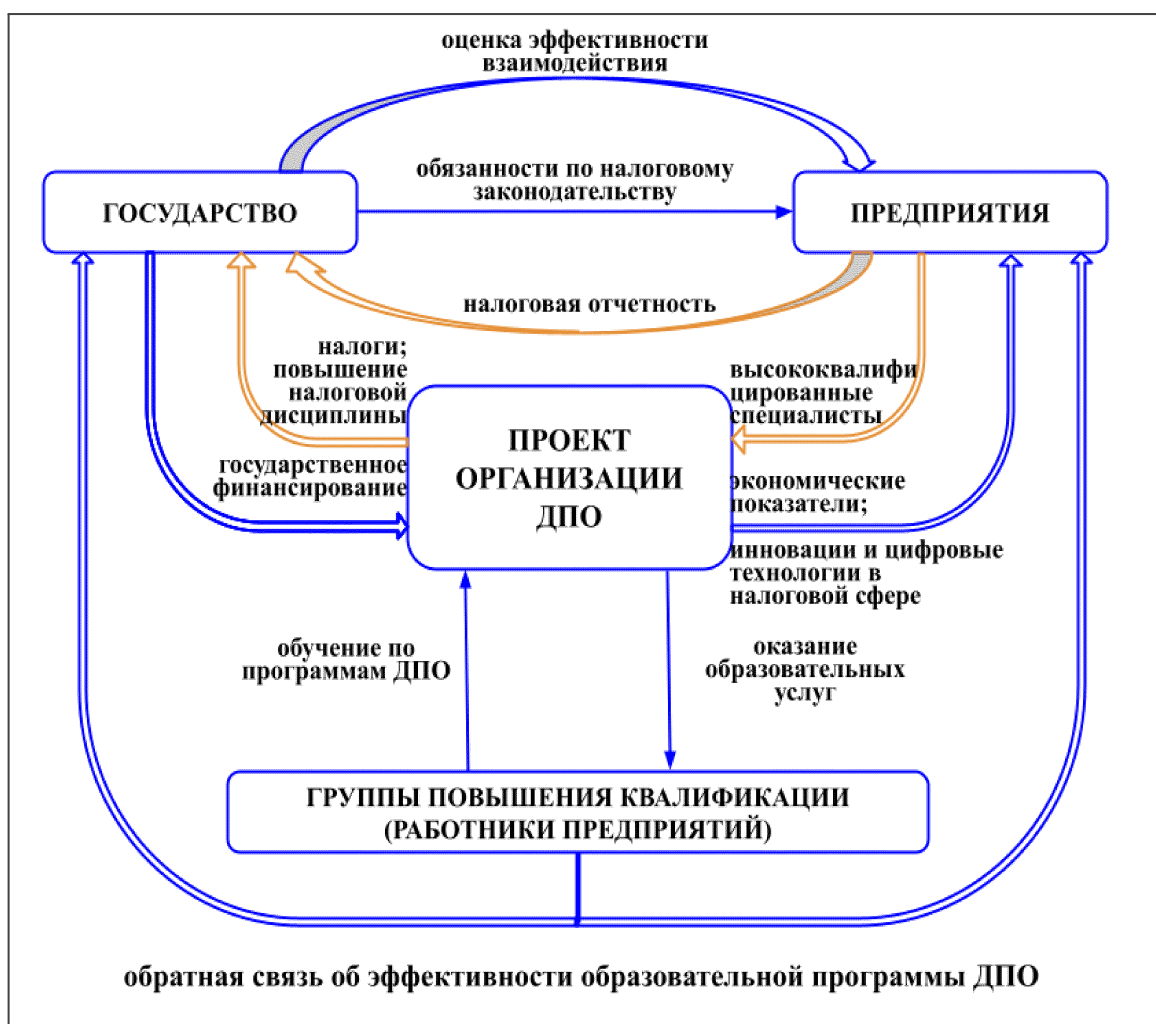 оценка эффективности
взаимодействия
обязанности по налоговому
законодательству
ГОСУДАРСТВО
ПРЕДПРИЯТИЯ
налоговая отчетность
налоги;
повышение
налоговой
дисциплины
высококвалифи
цированные
специалисты
ПРОЕКТ
ОРГАНИЗАЦИИ
ДПО
государственное
финансирование
экономические
показатели;
инновации и цифровые
технологии в
налоговой сфере
обучение по
программам ДПО
оказание
образовательных
услуг
ГРУППЫ ПОВЫШЕНИЯ КВАЛИФИКАЦИИ
(РАБОТНИКИ ПРЕДПРИЯТИЙ)
обратная связь об эффективности образовательной программы ДПО